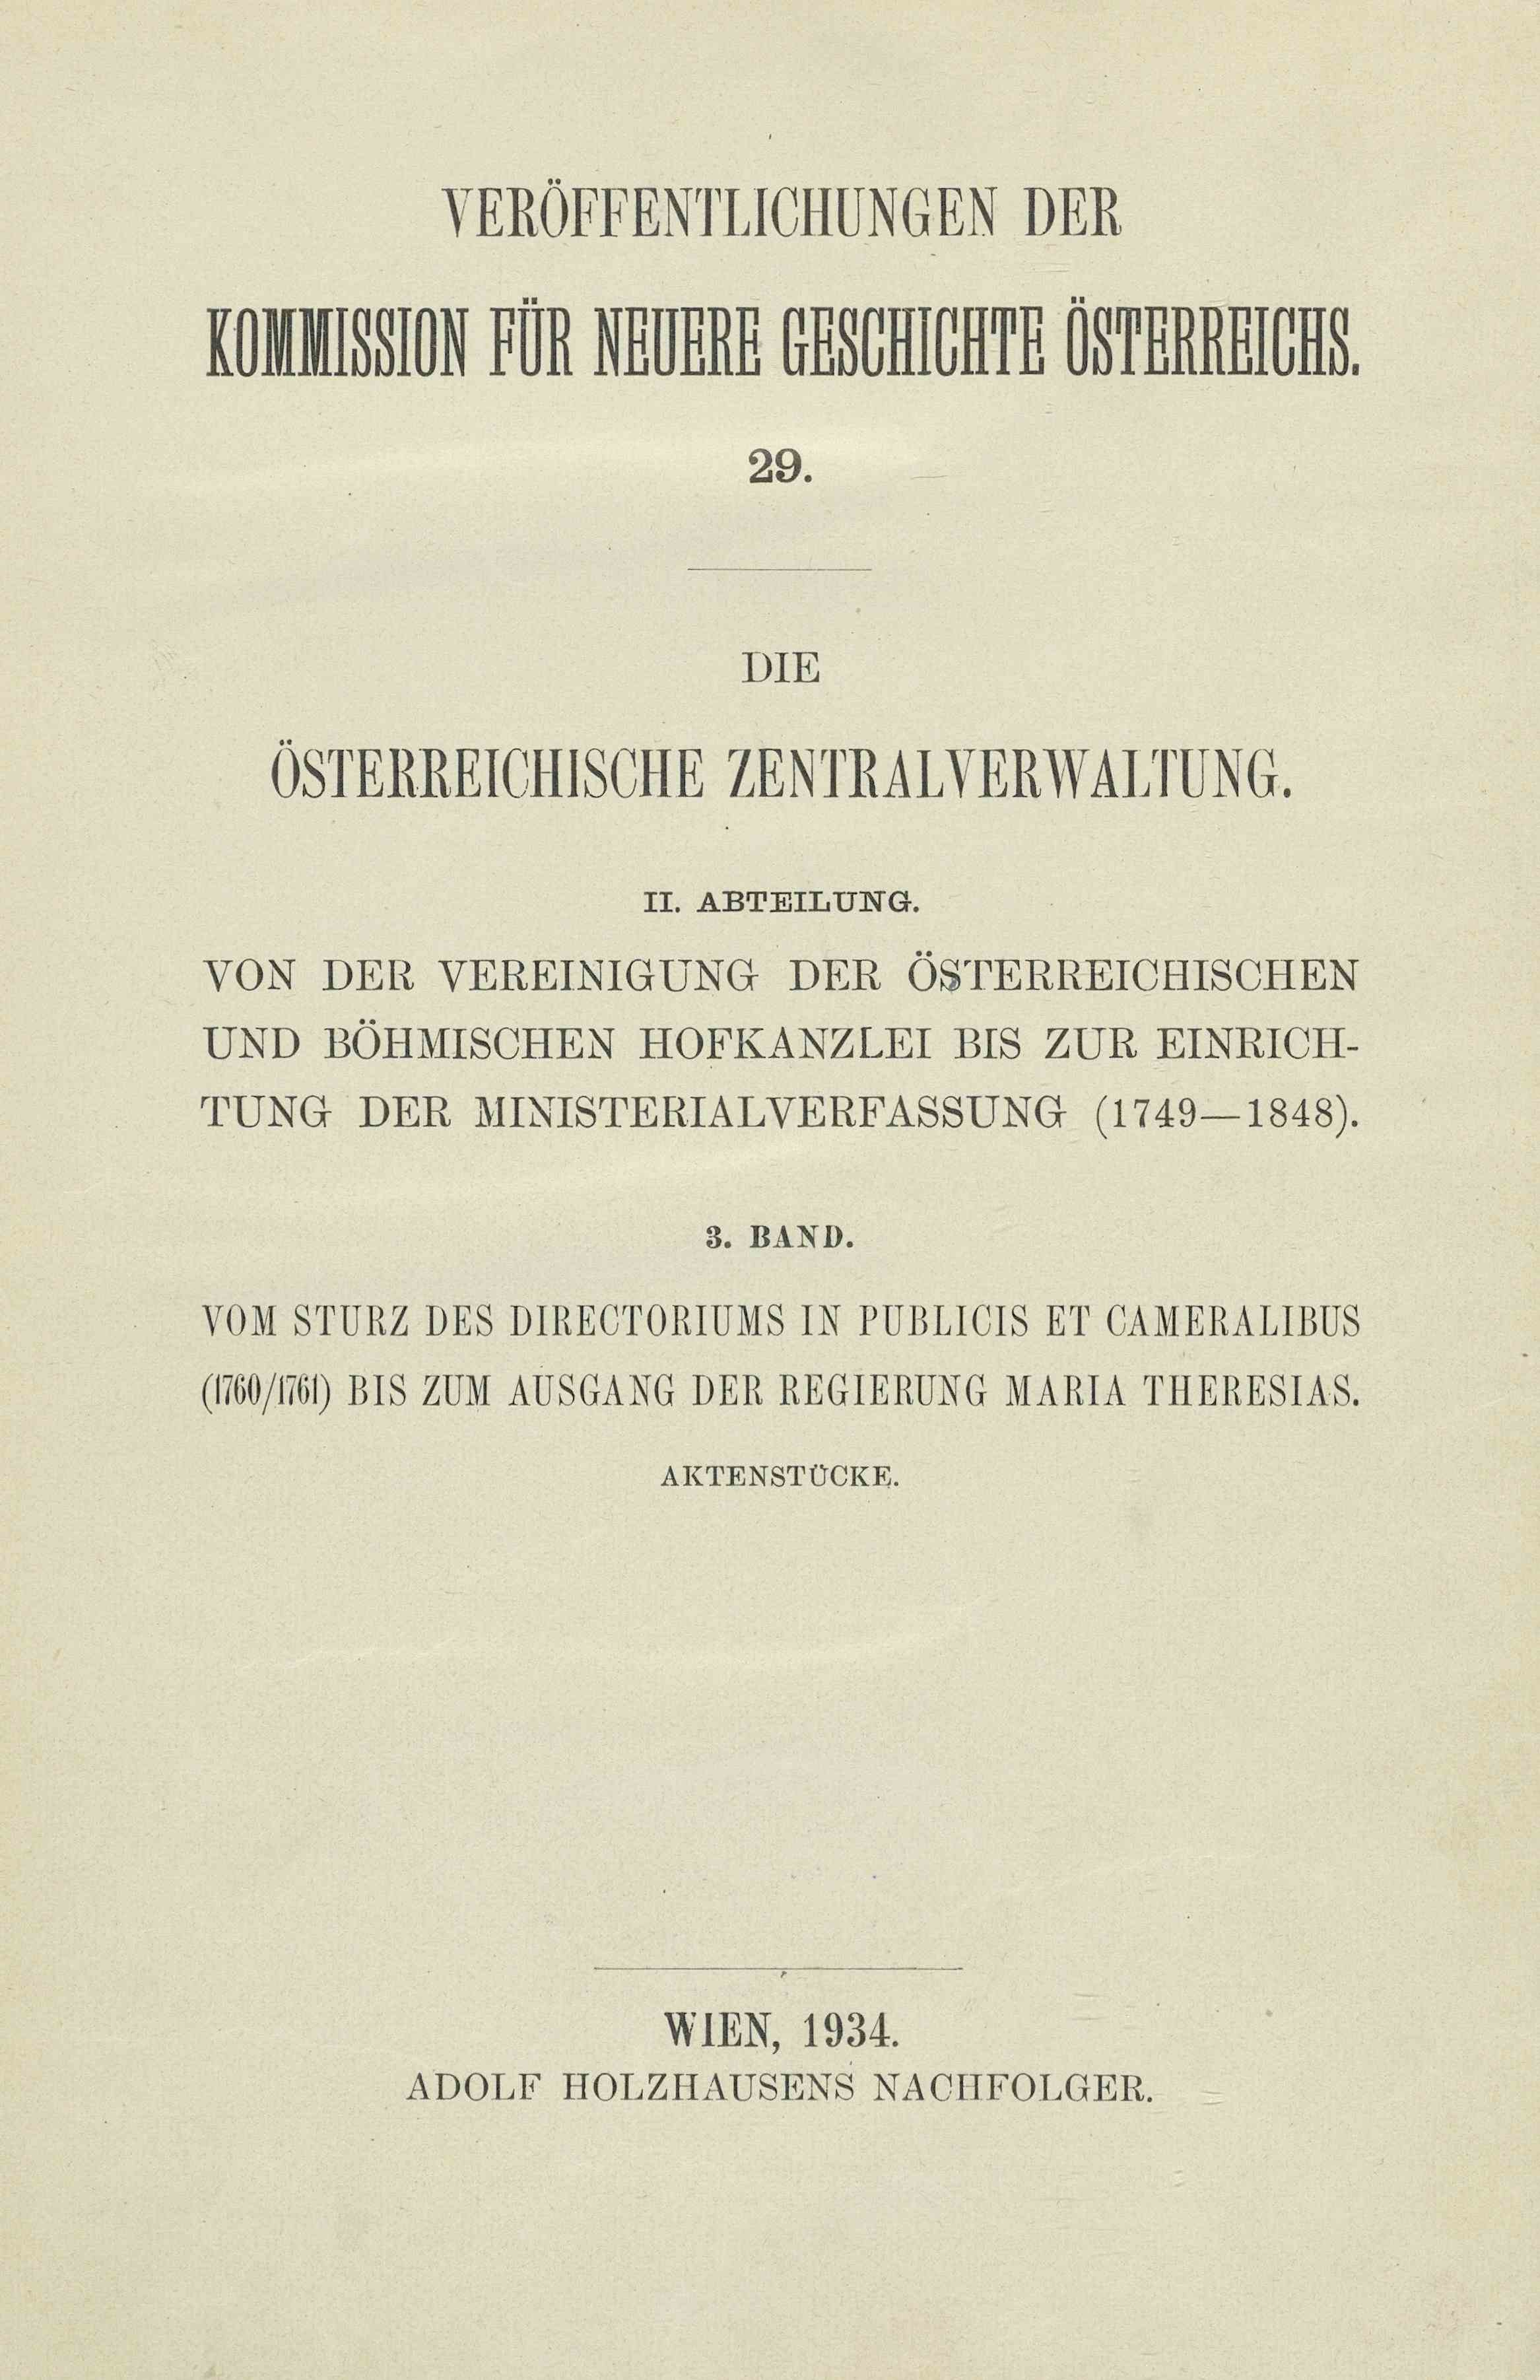 VERÖFFENTLICHUNGEN DER
KOMMISSION FÜR NEUERE GESCHICHTE ÖSTERREICHS.
29.
DIE
ÖSTERREICHISCHE ZENTRALVERWALTUNG.
II. ABTEILUNG.
VON DER VEREINIGUNG DER ÖSTERREICHISCHEN
UND BÖHMISCHEN HOFKANZLEI BIS ZUR EINRICH-
TUNG DER MINISTERIALVERFASSUNG (1749—1848).
3. BAND.
VOM STURZ DES DIRECTORIUMS IN PUBLICIS ET CAMERALIBUS
(1760/1761) BIS ZUM AUSGANG DER REGIERUNG MARIA THERESIAS.
AKTENSTÜCKE.
WIEN, 1934.
ADOLF HOLZHAUSENS NACHFOLGER.